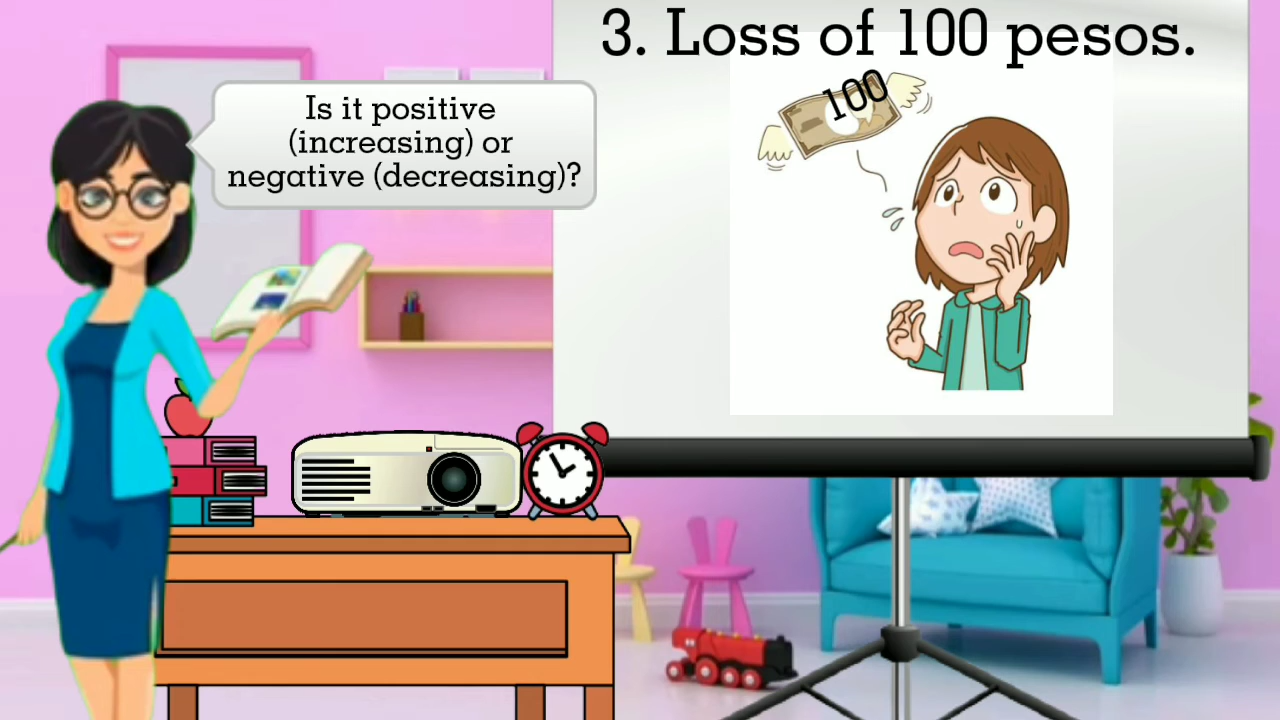 3. Loss of 100 pesos.
100
Is it positive
(increasing) or
negative (decreasing)?